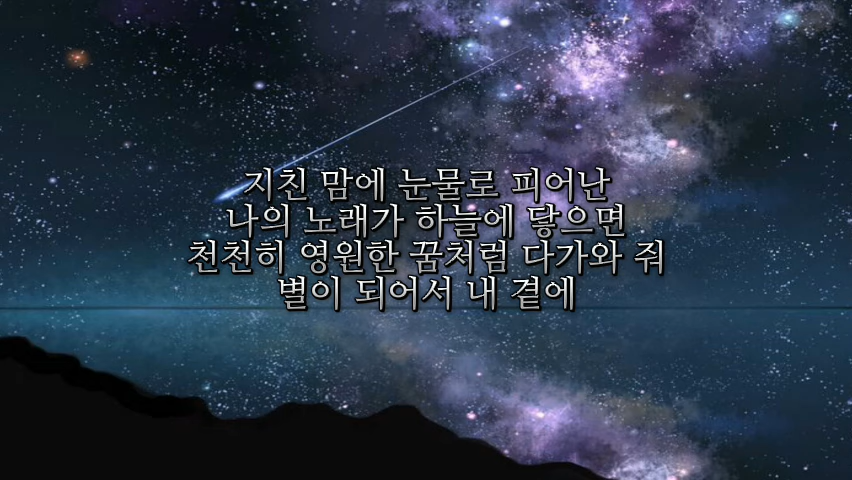 지친 맘에 눈물로 피어난
나의 노래가 하늘에 닿으면
천천히 영원한 꿈처럼 다가와 줘
별이 되어서 내 곁에